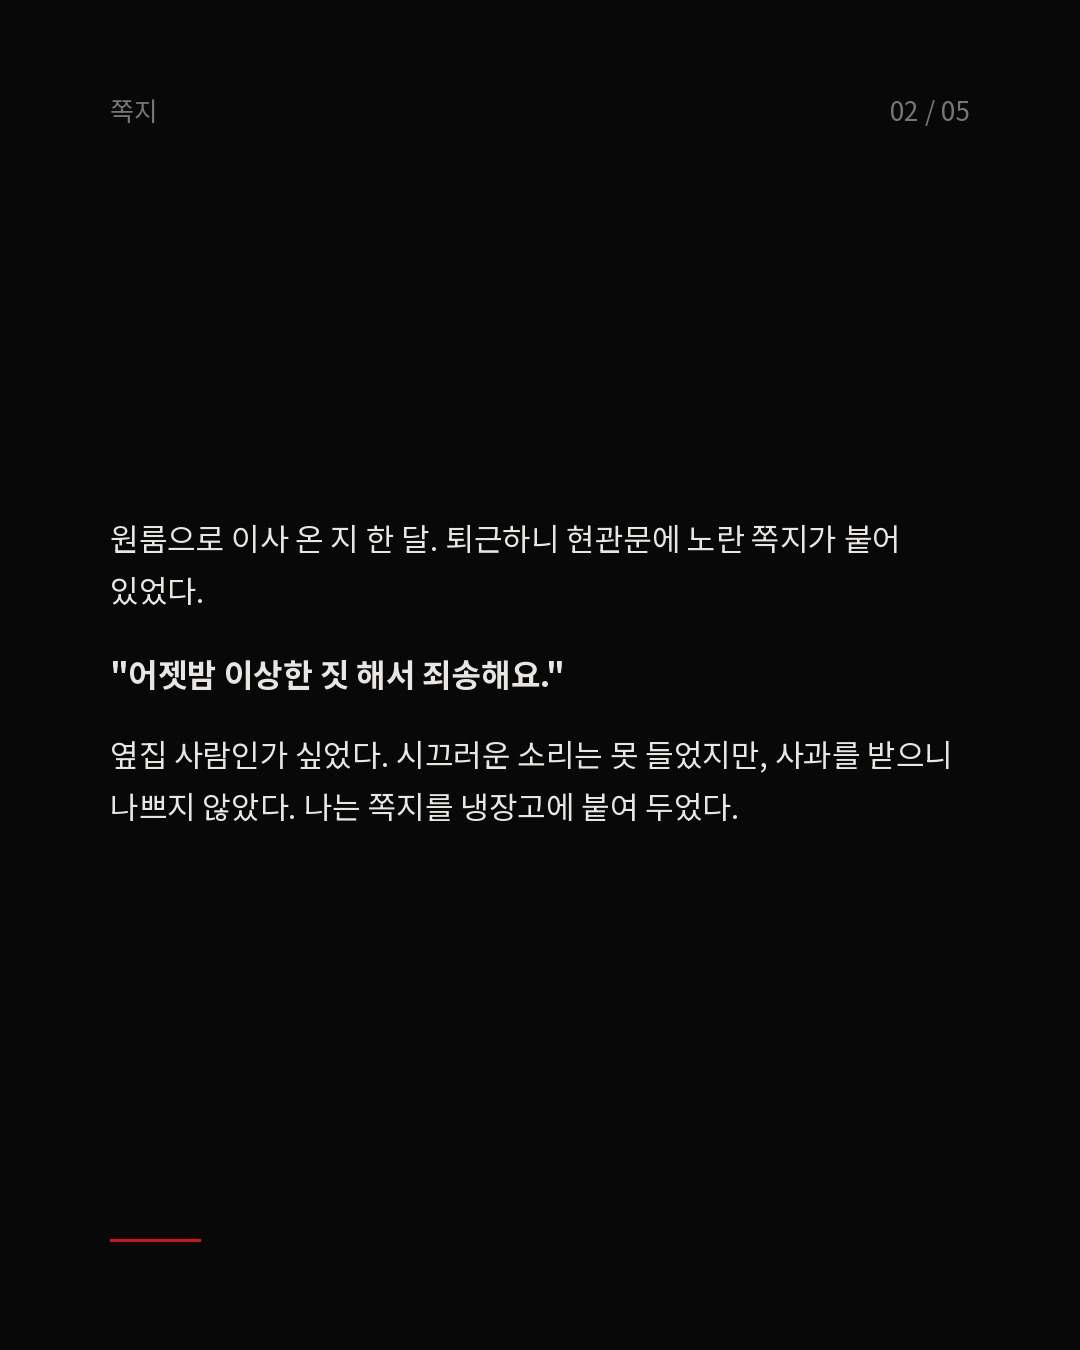 쪽지
02 / 05
원룸으로 이사 온 지 한 달. 퇴근하니 현관문에 노란 쪽지가 붙어
있었다.
"어젯밤 이상한 짓 해서 죄송해요."
옆집 사람인가 싶었다. 시끄러운 소리는 못 들었지만, 사과를 받으니
나쁘지 않았다. 나는 쪽지를 냉장고에 붙여 두었다.